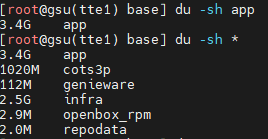 [root@gsu(tte1) base] du -sh app
3.4G    app
[root@gsu(tte1) base] du -sh *
3.4G    app
1020M   cots3p
112M    genieware
2.5G    infra
2.9M    openbox_rpm
2.0M    repodata